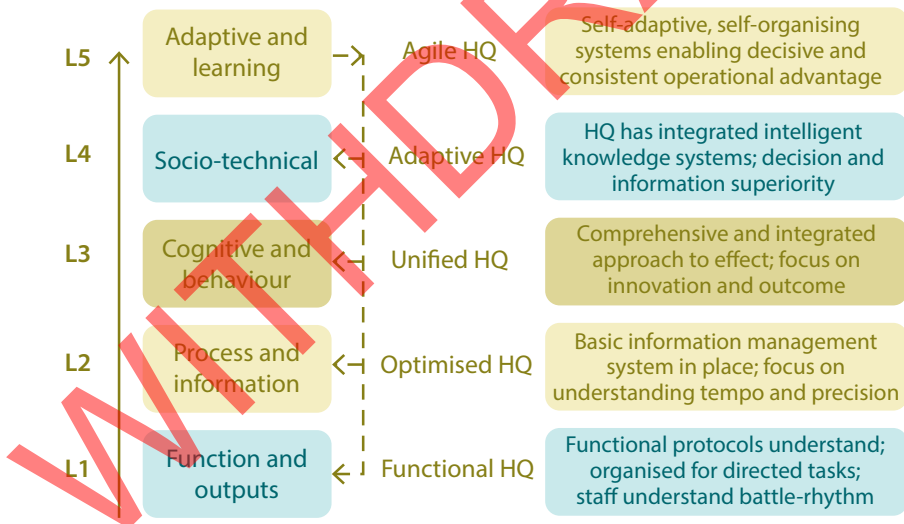 L5
Adaptive and
learning
Agile HQ
Self-adaptive, self-organising
systems enabling decisive and
consistent operational advantage
L4
Socio-technical
Adaptive HQ
HQ has integrated intelligent
knowledge systems; decision and
information superiority
L3
Cognitive and
behaviour
Unified HQ
Comprehensive and integrated
approach to effect; focus on
innovation and outcome
L2
Process and
information
Optimised HQ
Basic information management
system in place; focus on
understanding tempo and precision
L1
Function and
outputs
Functional HQ
Functional protocols understand;
organised for directed tasks;
staff understand battle-rhythm